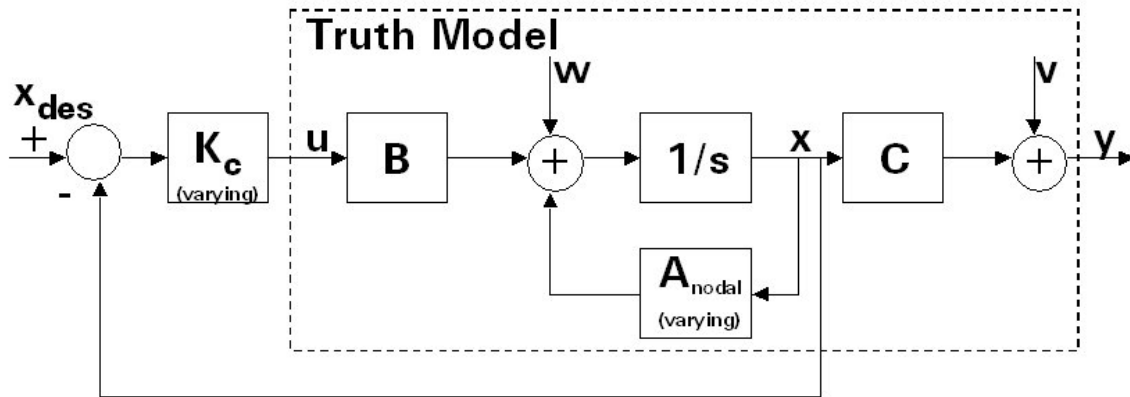 Truth Model
w
v
x_des
+
-
K_c
(varying)
u
B
+
1/s
x
C
+
y
A_nodal
(varying)